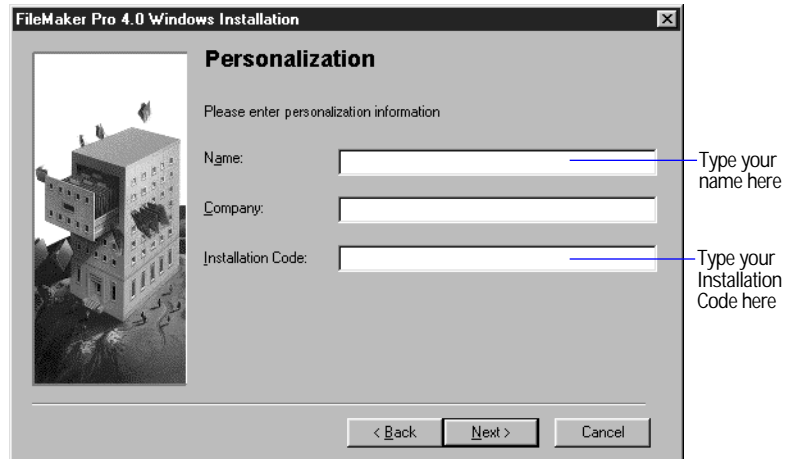 FileMaker Pro 4.0 Windows Installation
Personalization
Please enter personalization information
Name:
Type your
name here
Company:
Installation Code:
Type your
Installation
Code here
< Back
Next >
Cancel